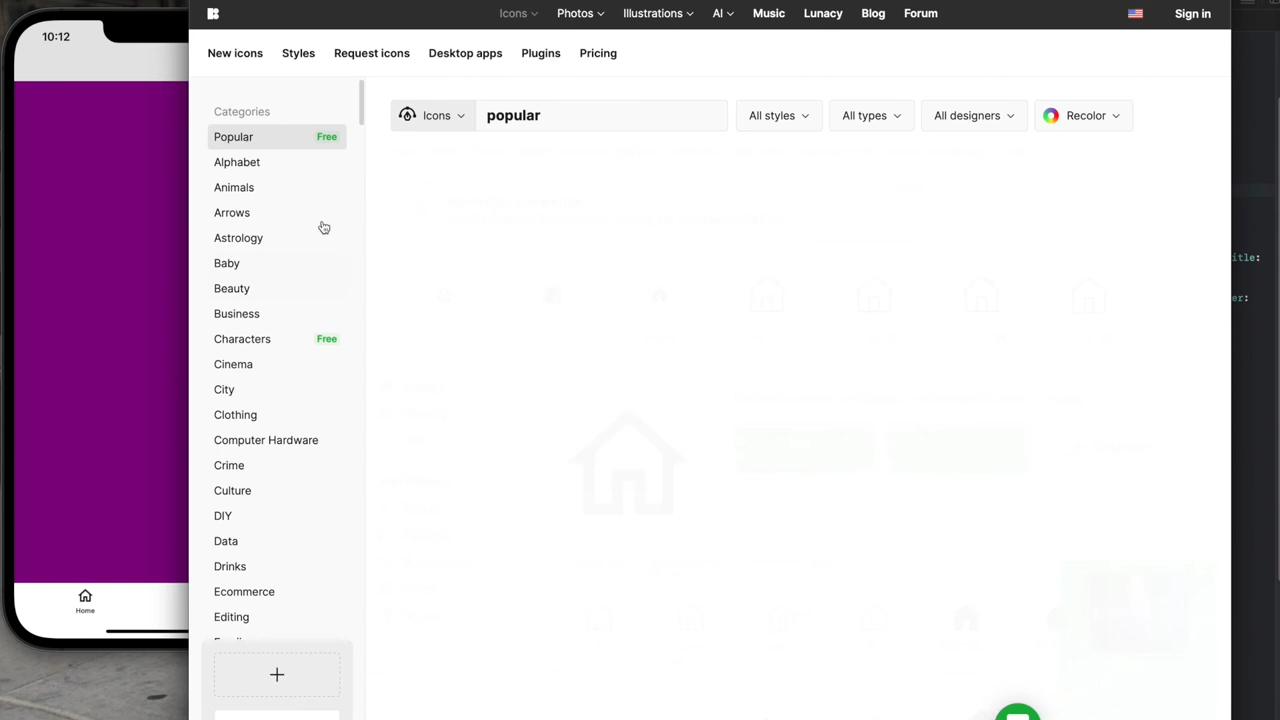 10:12
Icons
Photos
Illustrations
AI
Music
Lunacy
Blog
Forum
Sign in
New icons
Styles
Request icons
Desktop apps
Plugins
Pricing
Categories
Popular Free
Alphabet
Animals
Arrows
Astrology
Baby
Beauty
Business
Characters Free
Cinema
City
Clothing
Computer Hardware
Crime
Culture
DIY
Data
Drinks
Ecommerce
Editing
Icons
popular
All styles
All types
All designers
Recolor
Home
itle:
er: